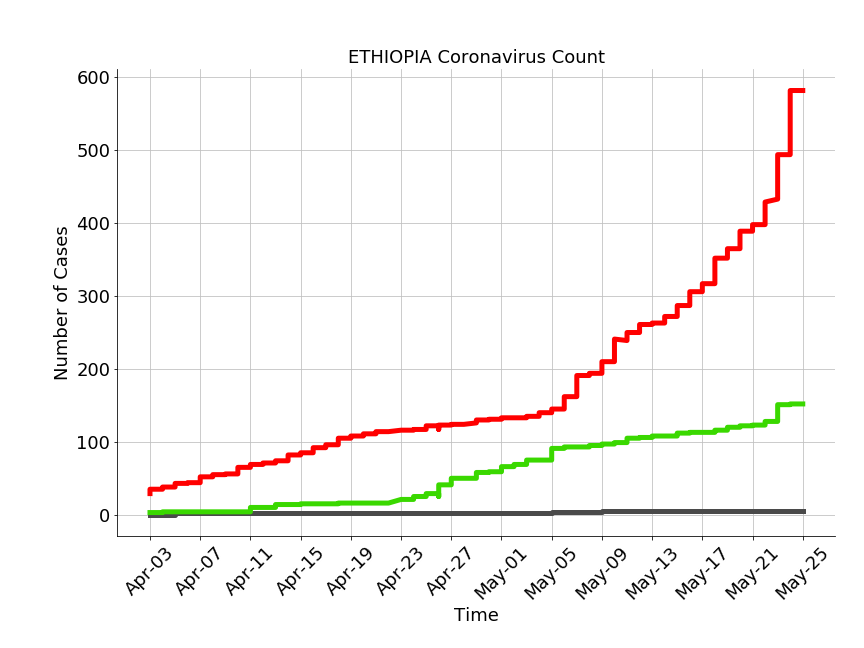 ETHIOPIA Coronavirus Count
600
500
400
300
200
100
0
Number of Cases
Apr-03
Apr-07
Apr-11
Apr-15
Apr-19
Apr-23
Apr-27
May-01
May-05
May-09
May-13
May-17
May-21
May-25
Time